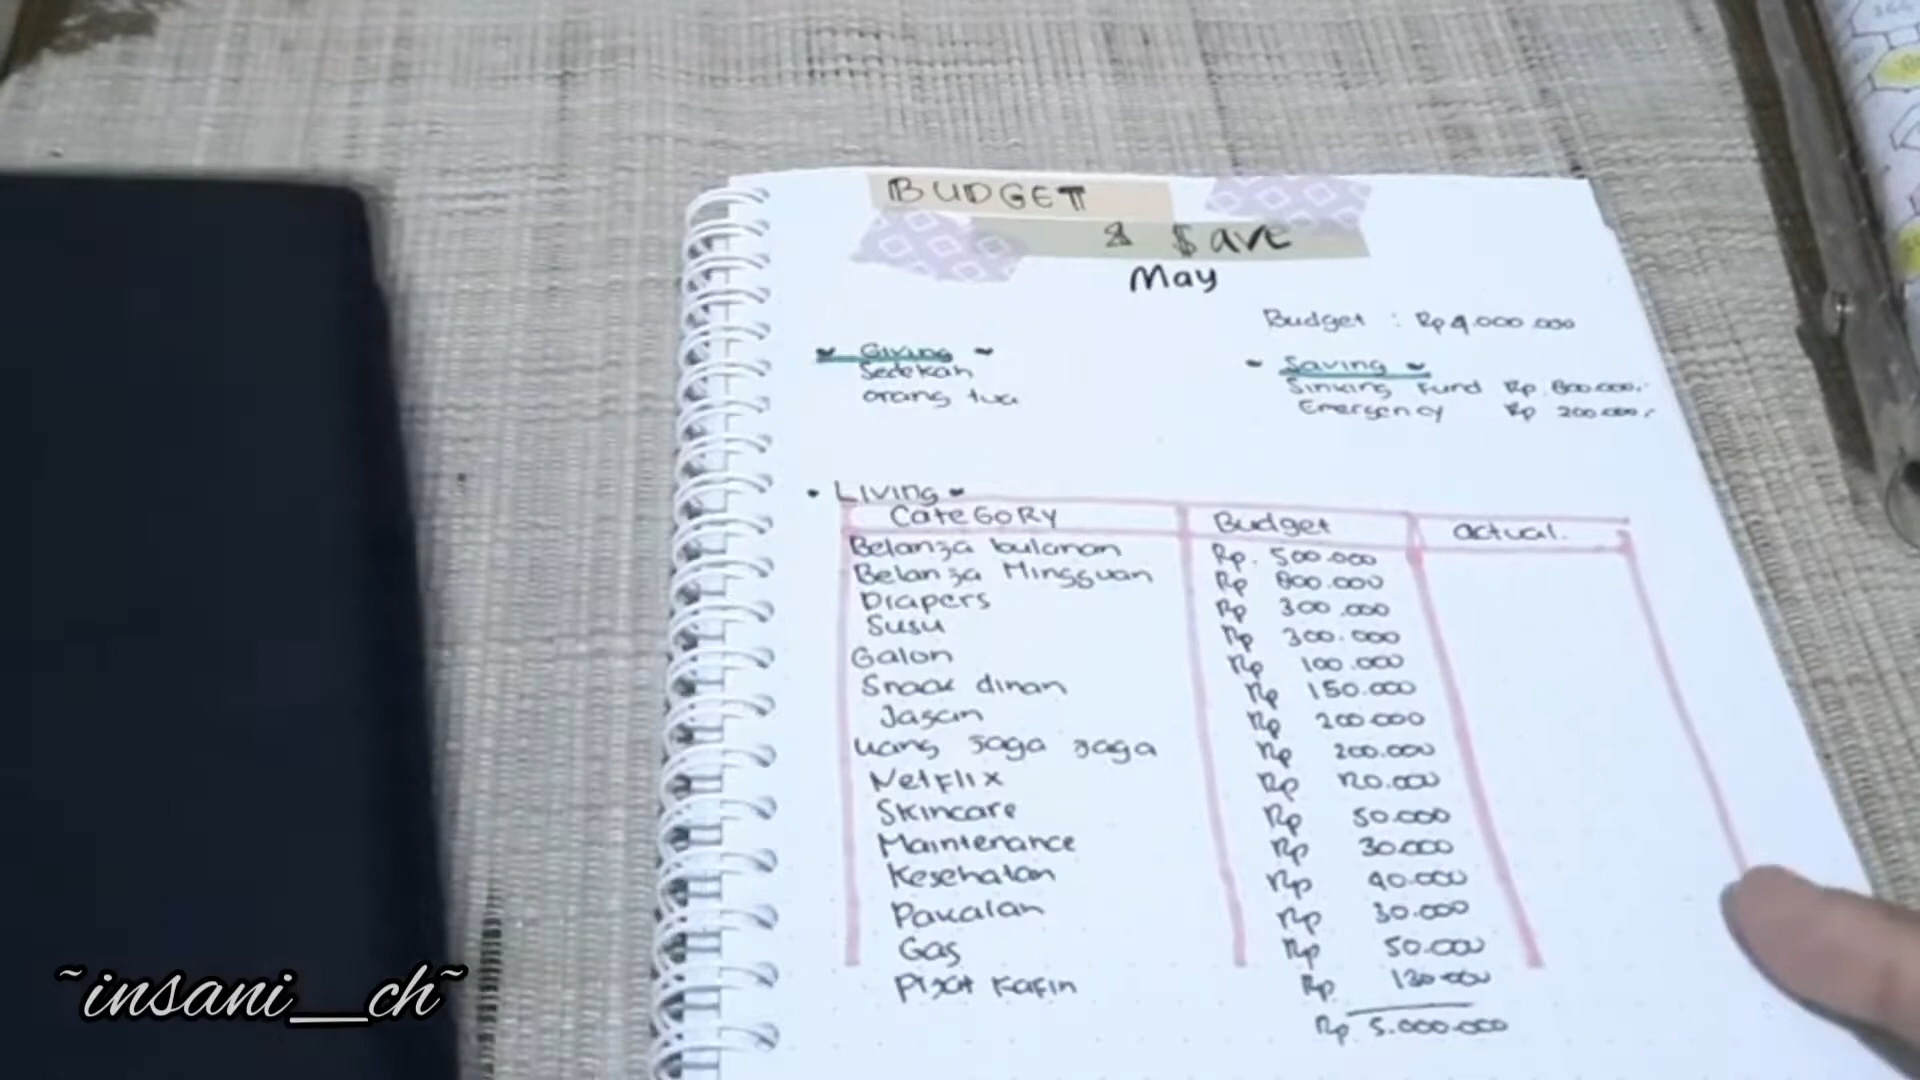 BUDGET
& $ave
May
Budget : Rp 4.000.000
~ Giving ~
Sedekah
orang tua
~ Saving ~
Sinking Fund Rp. 800.000,-
Emergency Rp 200.000,-
• Living ~
CateGoRy Budget actual.
Belanja bulanan Rp. 500.000
Belanja Mingguan Rp 800.000
Diapers Rp 300.000
Susu Rp 300.000
Galon Rp 100.000
Snack dinan Rp 150.000
Jajan Rp 200.000
uang jaga jaga Rp 200.000
Netflix Rp 120.000
Skincare Rp 50.000
Maintenance Rp 30.000
Kesehatan Rp 40.000
Pakaian Rp 30.000
Gas Rp 50.000
Pijat Kafin Rp 130.000
Rp. 5.000.000
~insani__ch~